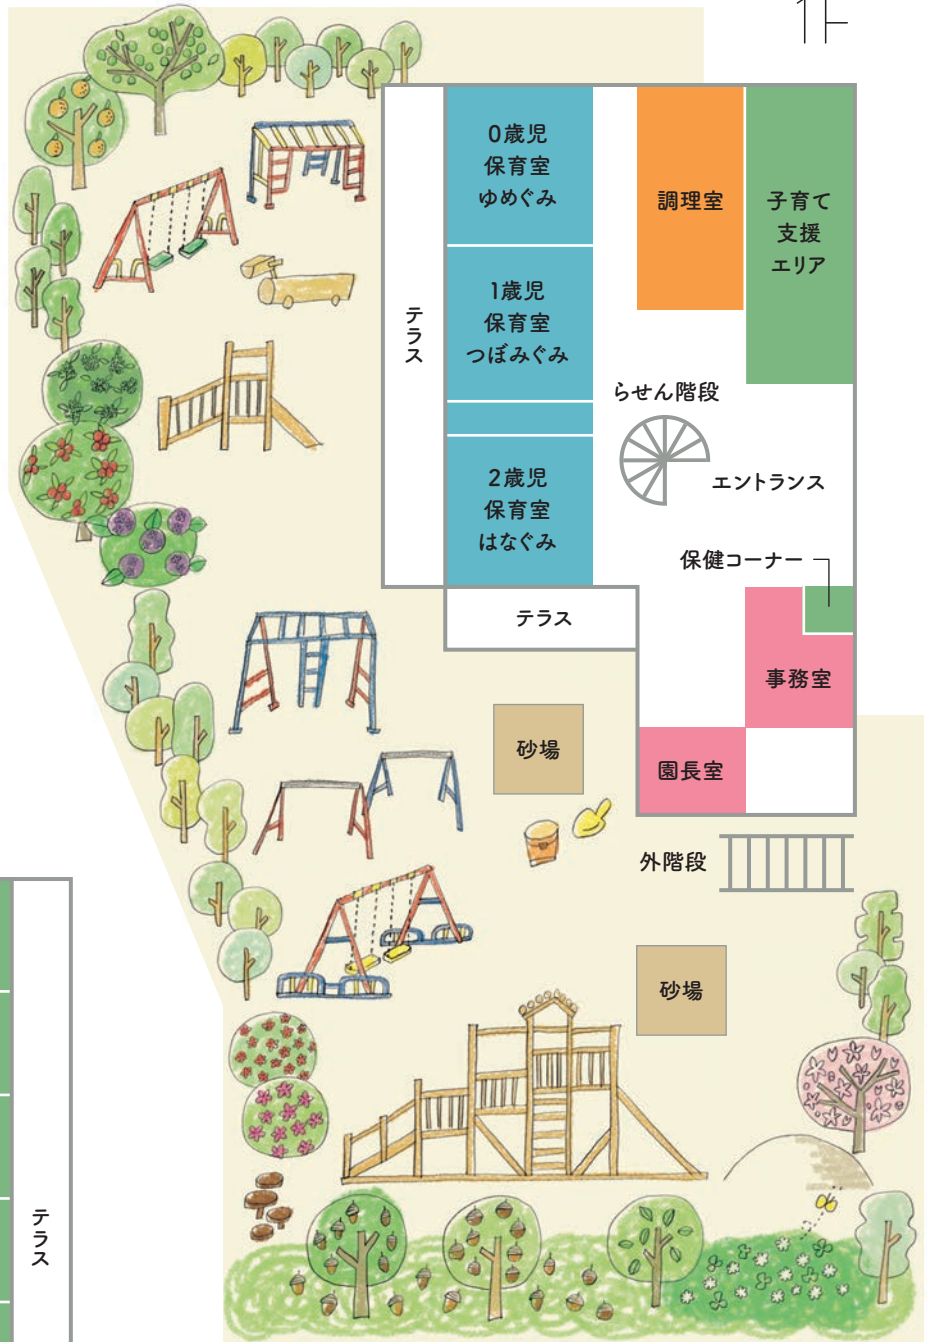 1F
0歳児
保育室
ゆめぐみ
調理室
子育て
支援
エリア
1歳児
保育室
つぼみぐみ
テラス
らせん階段
エントランス
2歳児
保育室
はなぐみ
保健コーナー
テラス
事務室
砂場
園長室
外階段
砂場
テラス